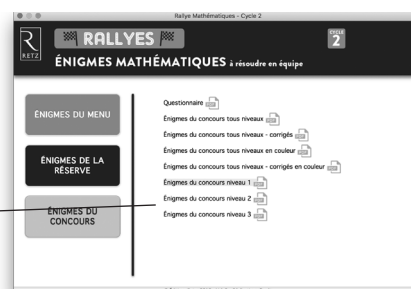 Rallye Mathématiques - Cycle 2
RETZ
RALLYES
CYCLE 2
ÉNIGMES MATHÉMATIQUES à résoudre en équipe
ÉNIGMES DU MENU
ÉNIGMES DE LA
RÉSERVE
ÉNIGMES DU
CONCOURS
Questionnaire
Énigmes du concours tous niveaux
Énigmes du concours tous niveaux - corrigés
Énigmes du concours tous niveaux en couleur
Énigmes du concours tous niveaux - corrigés en couleur
Énigmes du concours niveau 1
Énigmes du concours niveau 2
Énigmes du concours niveau 3